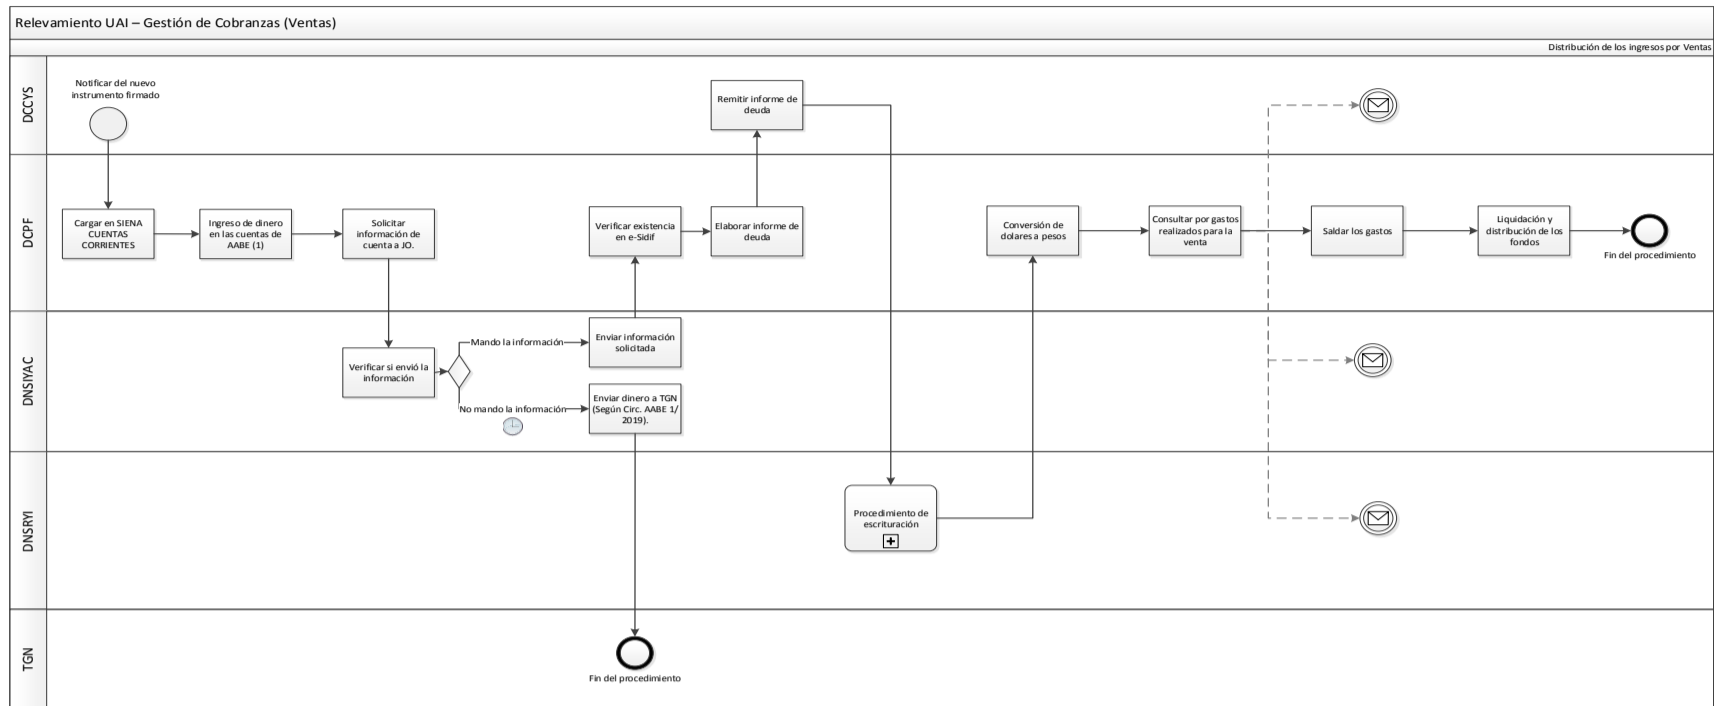 Relevamiento UAI – Gestión de Cobranzas (Ventas)
Distribución de los ingresos por Ventas
DCCYS
Notificar del nuevo
instrumento firmado
Remitir informe de
deuda
DCPF
Cargar en SIENA
CUENTAS
CORRIENTES
Ingreso de dinero
en las cuentas de
AABE (1)
Solicitar
información de
cuenta a JO.
Verificar existencia
en e-Sidif
Elaborar informe de
deuda
Conversión de
dolares a pesos
Consultar por gastos
realizados para la
venta
Saldar los gastos
Liquidación y
distribución de los
fondos
Fin del procedimiento
DNSIYAC
Verificar si envió la
información
Mando la información
Enviar información
solicitada
No mando la información
Enviar dinero a TGN
(Según Circ. AABE 1/
2019).
DNSRYI
Procedimiento de
escrituración
TGN
Fin del procedimiento